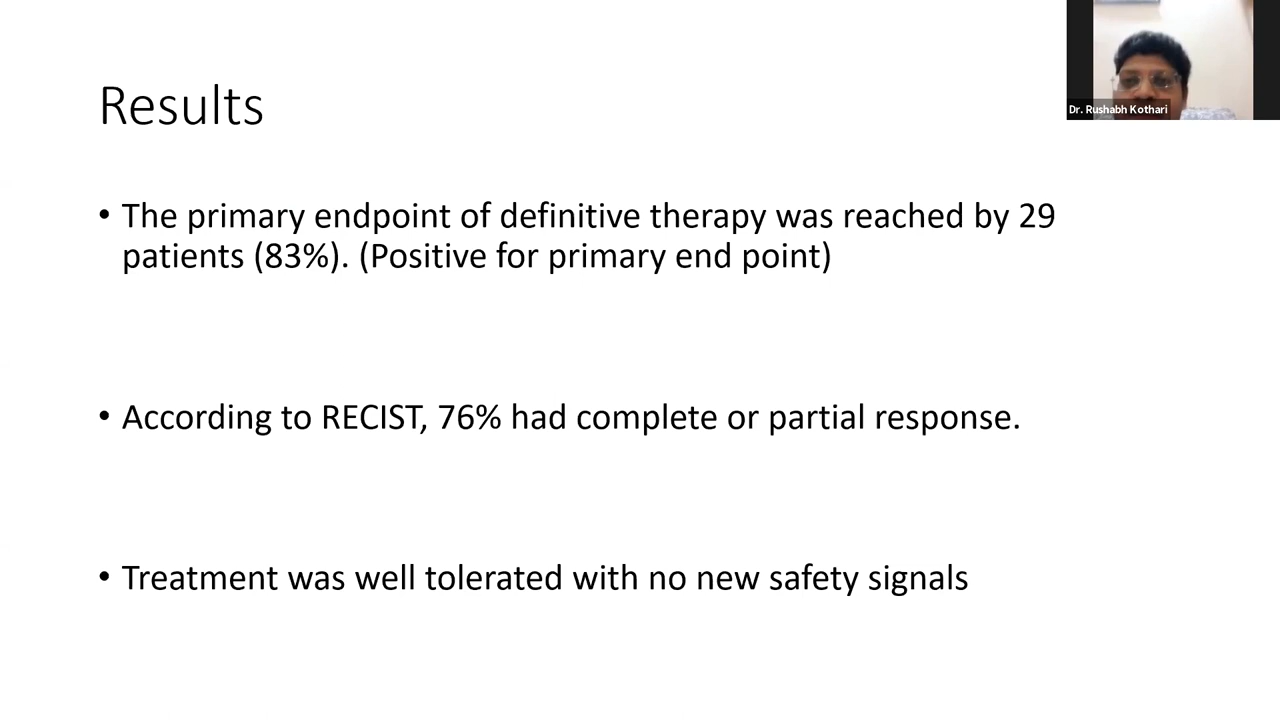 Results
Dr. Rushabh Kothari
• The primary endpoint of definitive therapy was reached by 29
patients (83%). (Positive for primary end point)
• According to RECIST, 76% had complete or partial response.
• Treatment was well tolerated with no new safety signals